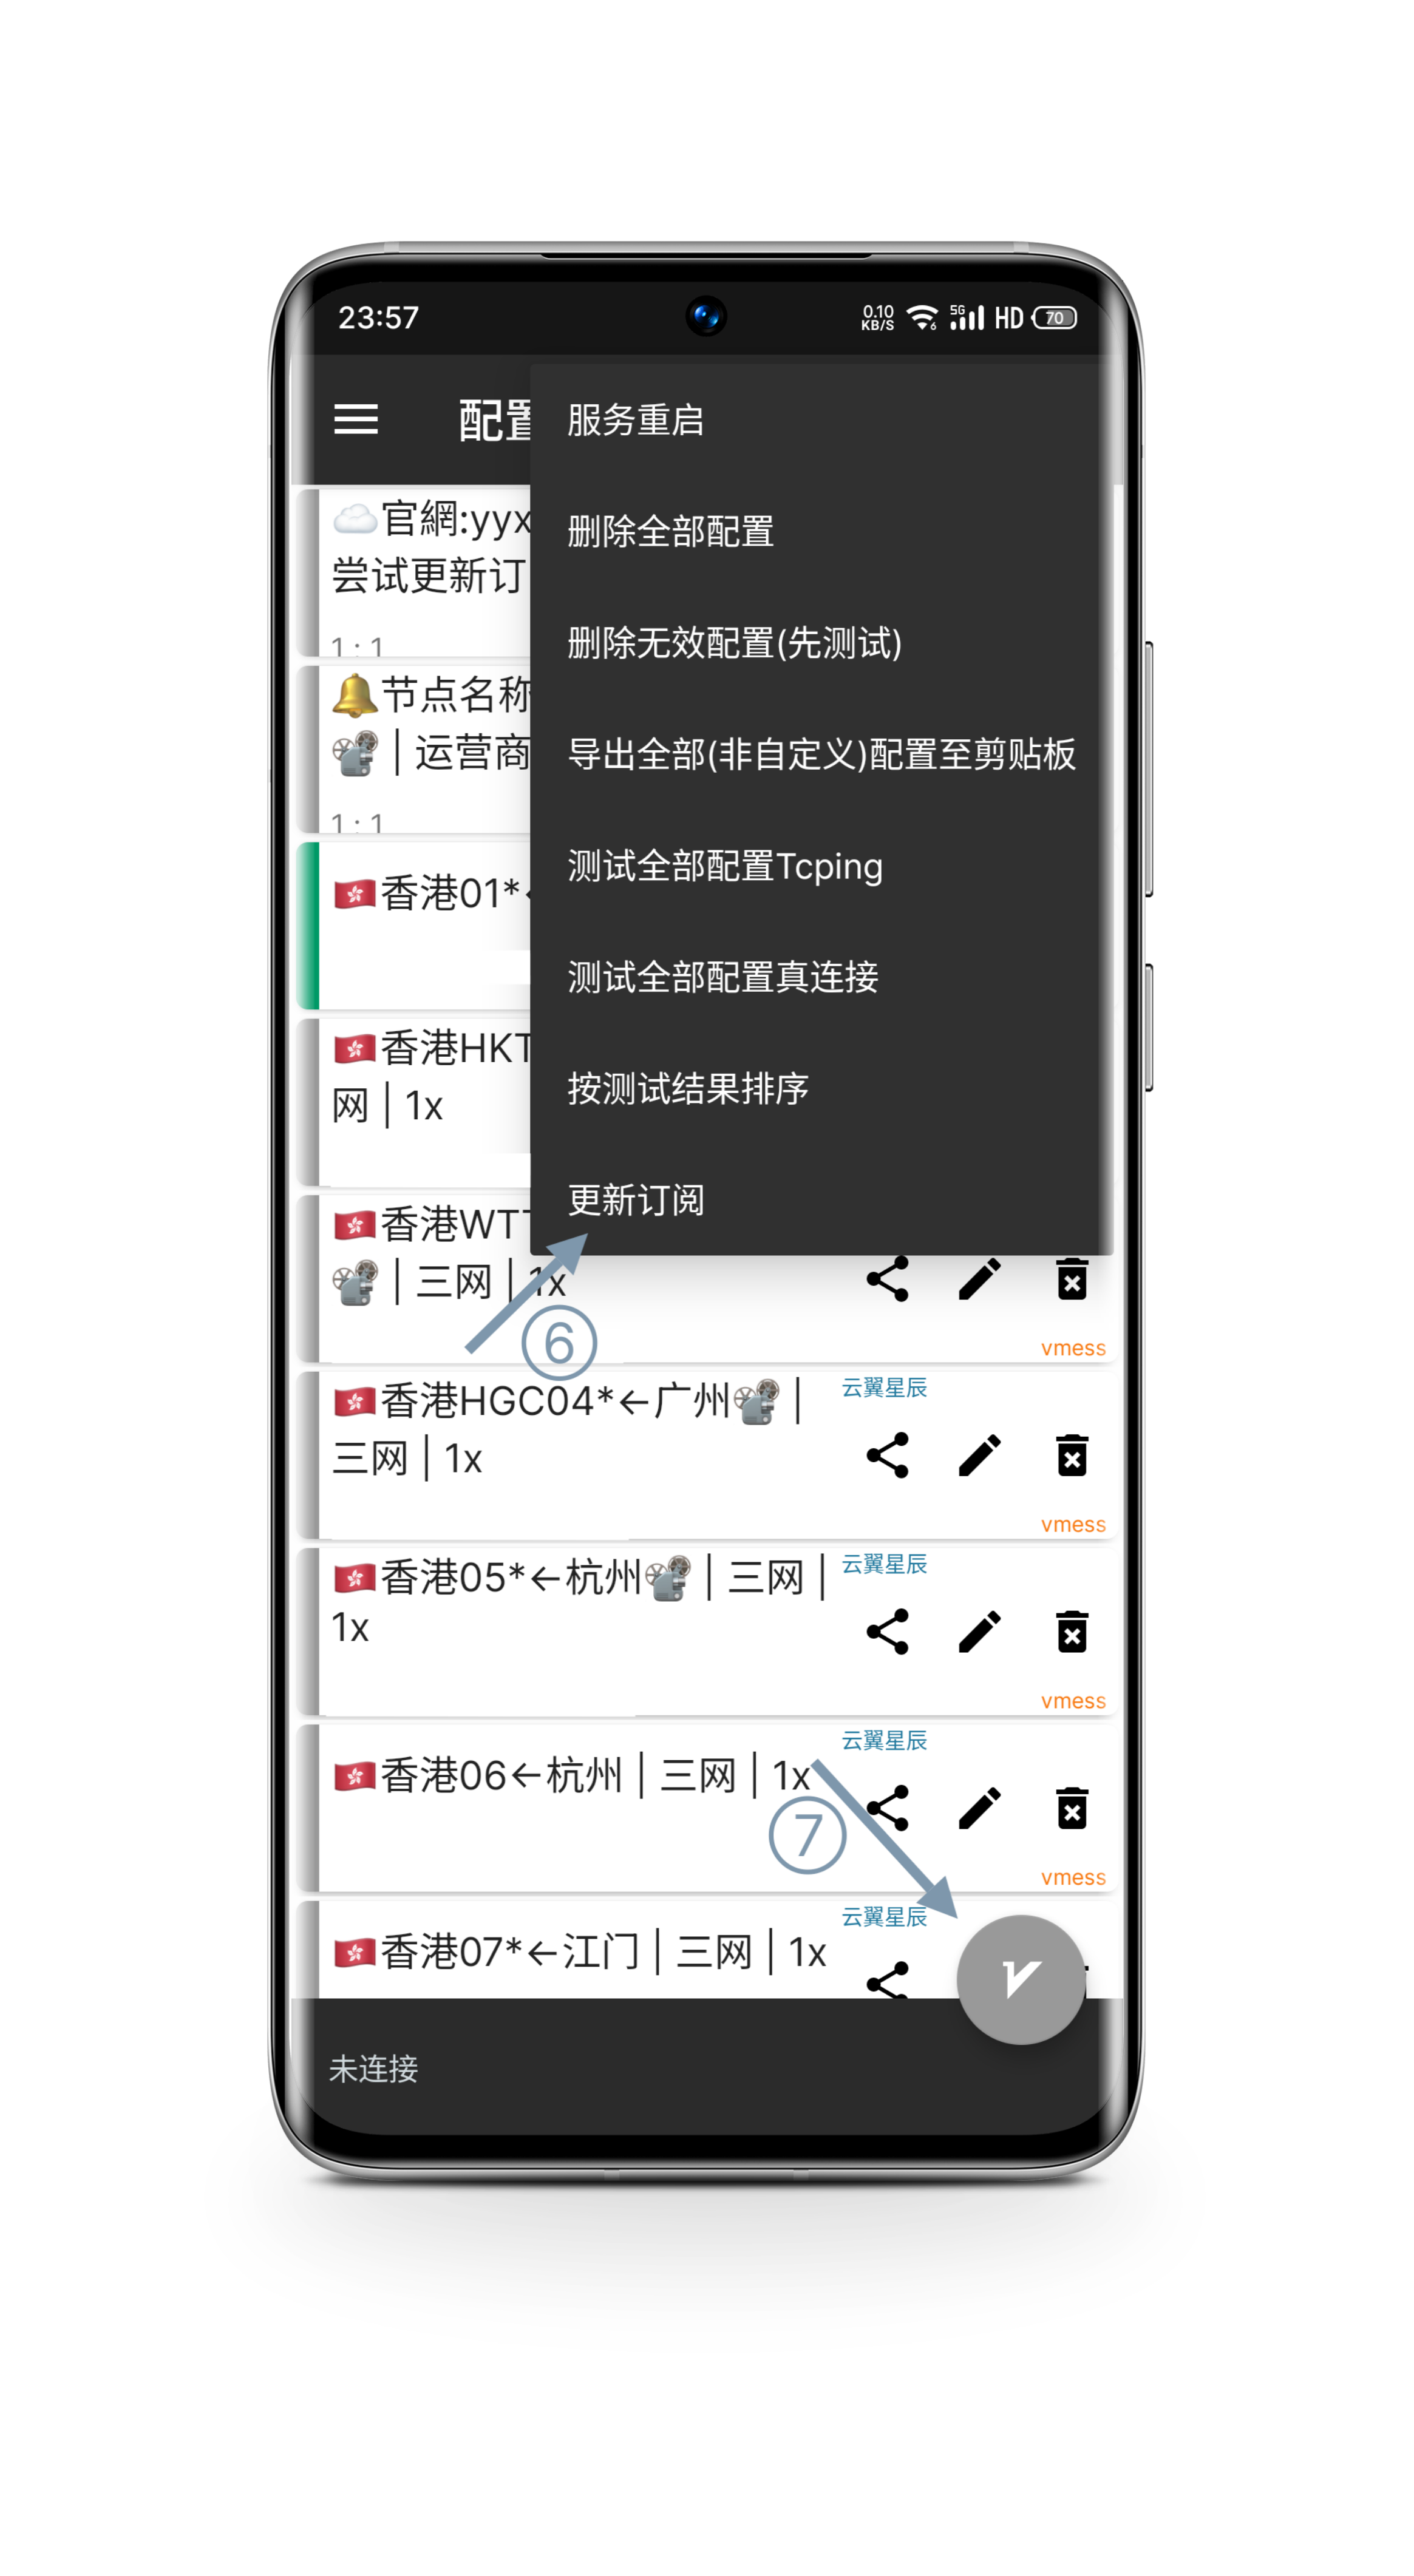 23:57
0.10
KB/S
6
5G
HD
70
服务重启
删除全部配置
删除无效配置(先测试)
导出全部(非自定义)配置至剪贴板
测试全部配置Tcping
测试全部配置真连接
按测试结果排序
更新订阅
配置
官網:yyx
尝试更新订
1 : 1
节点名称
| 运营商
1 : 1
香港01*
香港HKT
网 | 1x
香港WTT
| 三网 | 1x
vmess
⑥
香港HGC04*←广州 |
三网 | 1x
云翼星辰
vmess
香港05*←杭州 | 三网 |
1x
云翼星辰
vmess
香港06←杭州 | 三网 | 1x
云翼星辰
vmess
⑦
香港07*←江门 | 三网 | 1x
云翼星辰
V
未连接